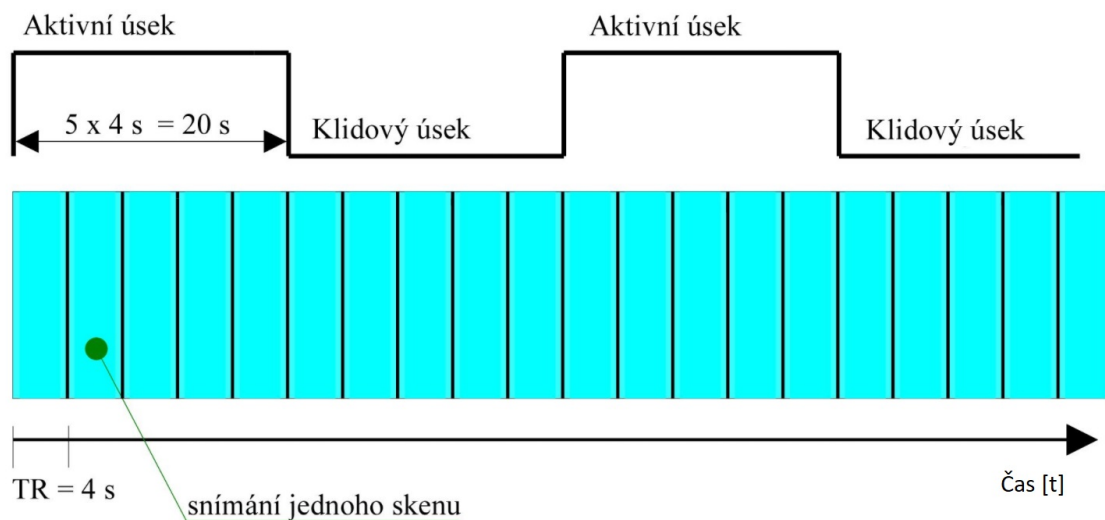 Aktivní úsek
Aktivní úsek
5 x 4 s = 20 s
Klidový úsek
Klidový úsek
TR = 4 s
Čas [t]
snímání jednoho skenu